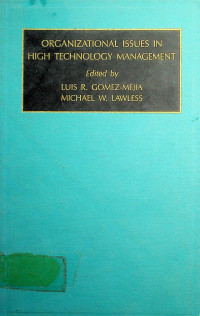 ORGANIZATIONAL ISSUES IN
HIGH TECHNOLOGY MANAGEMENT
Edited by
LUIS R. GOMEZ-MEJIA
MICHAEL W. LAWLESS